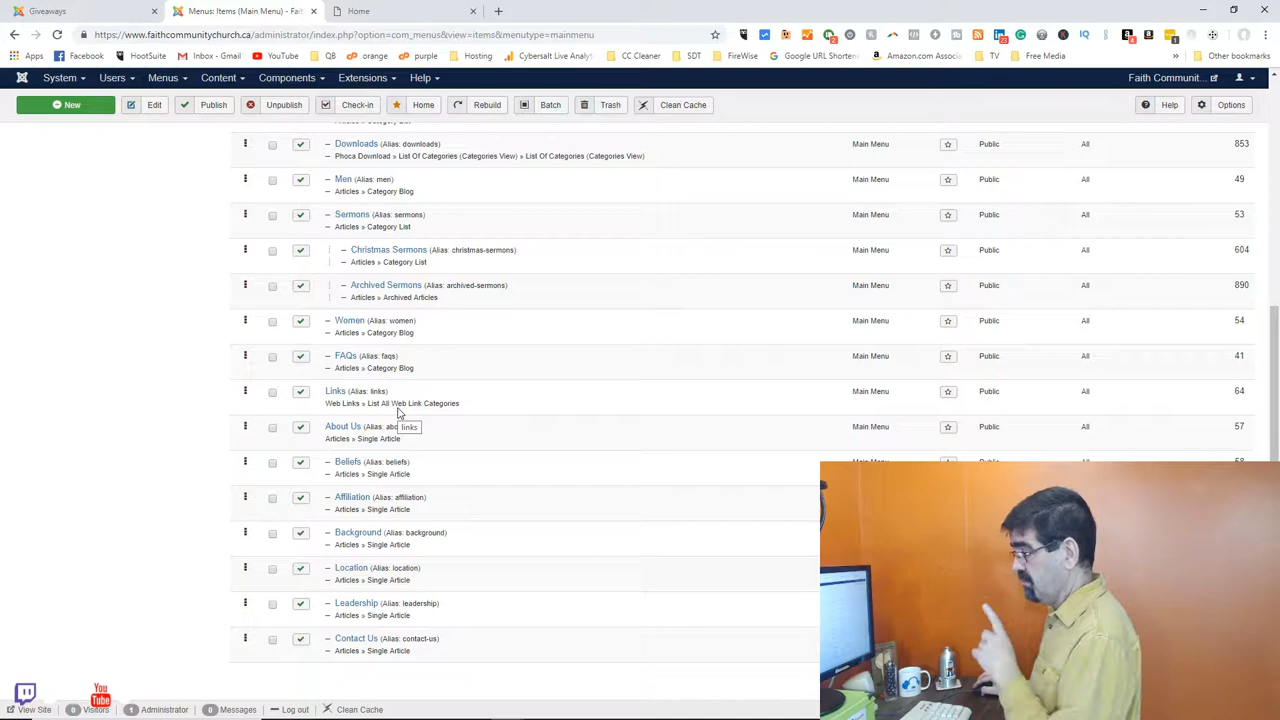 Giveaways × Menus: Items (Main Menu) - Fai × Home × +
https://www.faithcommunitychurch.ca/administrator/index.php?option=com_menus&view=items&menutype=mainmenu
Apps Facebook HootSuite Inbox - Gmail YouTube QB orange purple Hosting Cybersalt Live Analy CC Cleaner SDT FireWise Google URL Shortene Amazon.com Associ TV Free Media » Other bookmarks
System Users Menus Content Components Extensions Help Faith Communit...
New Edit Publish Unpublish Check-in Home Rebuild Batch Trash Clean Cache Help Options
Articles » Category List
– Downloads (Alias: downloads) Main Menu Public All 853
– Phoca Download » List Of Categories (Categories View) » List Of Categories (Categories View)
– Men (Alias: men) Main Menu Public All 49
– Articles » Category Blog
– Sermons (Alias: sermons) Main Menu Public All 53
– Articles » Category List
– Christmas Sermons (Alias: christmas-sermons) Main Menu Public All 604
– Articles » Category List
– Archived Sermons (Alias: archived-sermons) Main Menu Public All 890
– Articles » Archived Articles
– Women (Alias: women) Main Menu Public All 54
– Articles » Category Blog
– FAQs (Alias: faqs) Main Menu Public All 41
– Articles » Category Blog
Links (Alias: links) Main Menu Public All 64
Web Links » List All Web Link Categories
About Us (Alias: abo links Main Menu Public All 57
Articles » Single Article
– Beliefs (Alias: beliefs)
– Articles » Single Article
– Affiliation (Alias: affiliation)
– Articles » Single Article
– Background (Alias: background)
– Articles » Single Article
– Location (Alias: location)
– Articles » Single Article
– Leadership (Alias: leadership)
– Articles » Single Article
– Contact Us (Alias: contact-us)
– Articles » Single Article
You Tube
View Site 0 Visitors 1 Administrator 0 Messages Log out Clean Cache